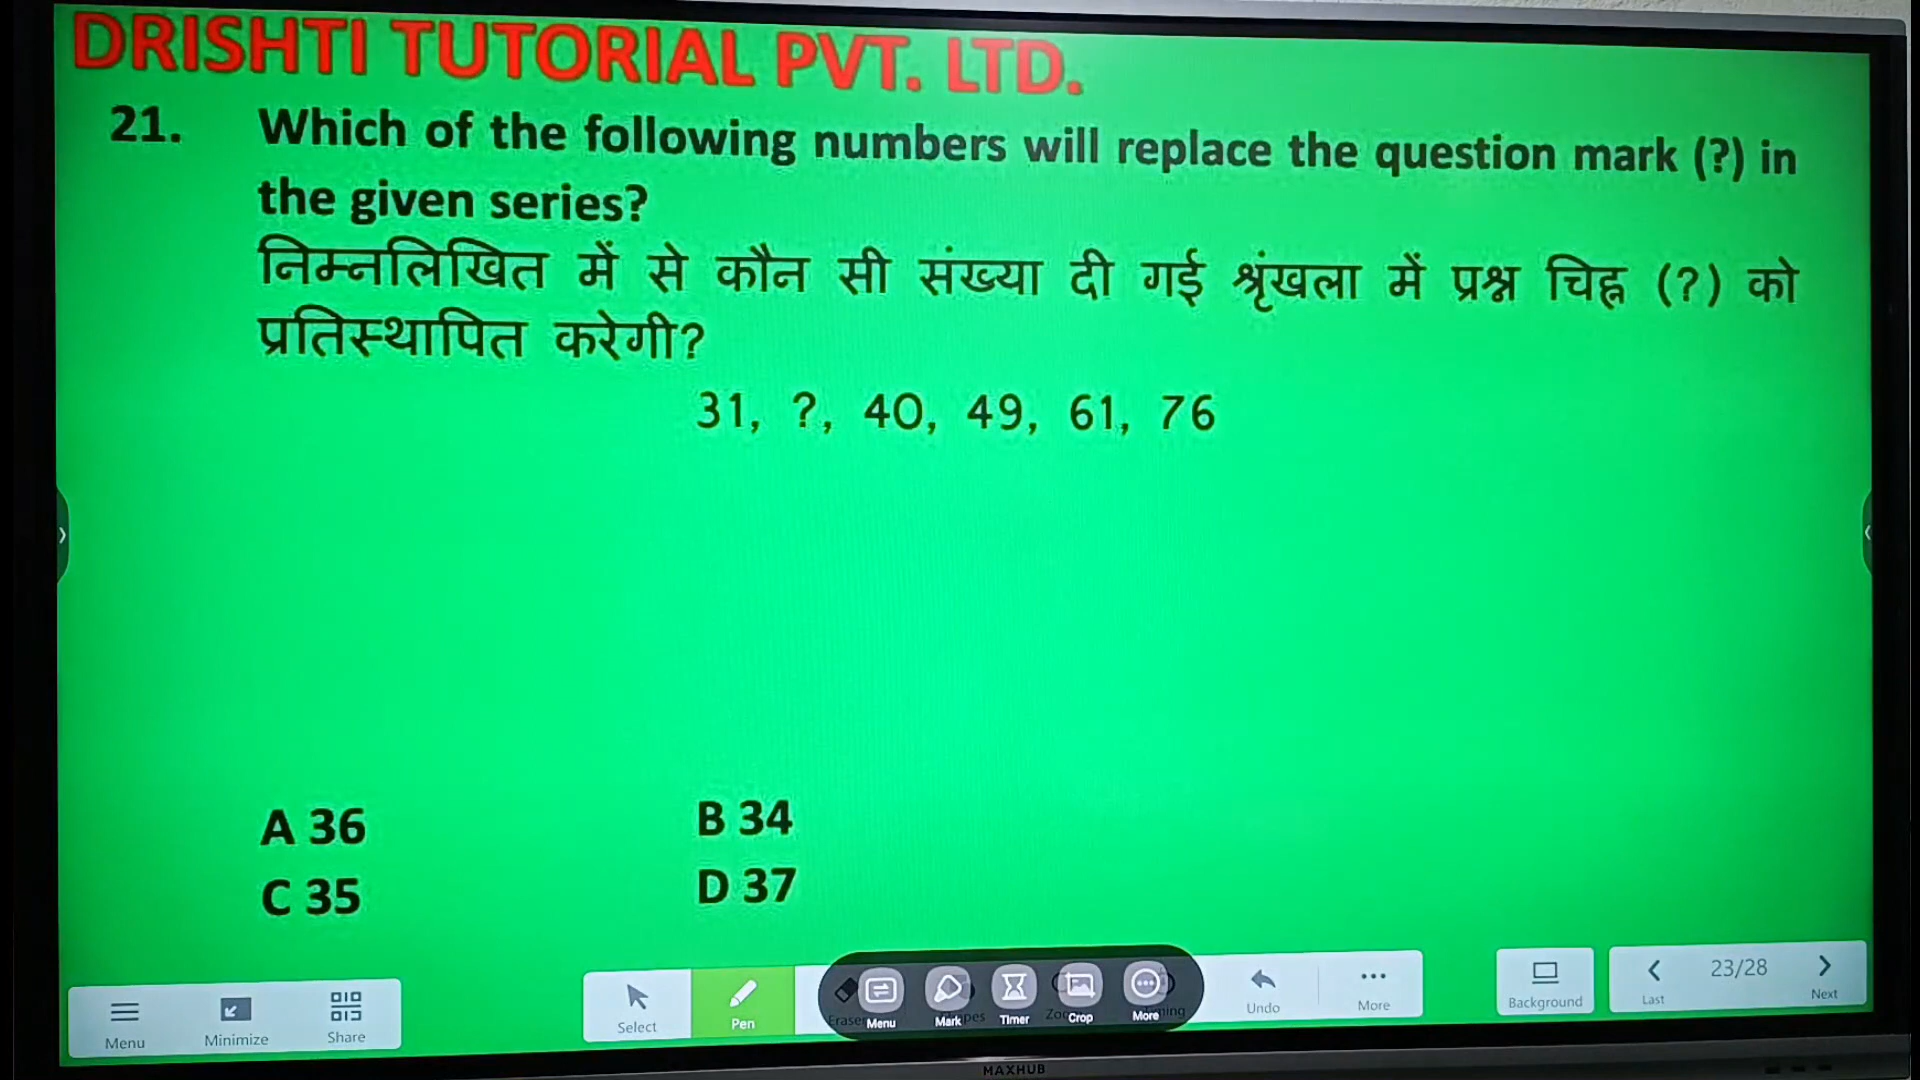 DRISHTI TUTORIAL PVT. LTD.
21. Which of the following numbers will replace the question mark (?) in
the given series?
निम्नलिखित में से कौन सी संख्या दी गई श्रृंखला में प्रश्न चिह्न (?) को
प्रतिस्थापित करेगी?
31, ?, 40, 49, 61, 76
A 36 B 34
C 35 D 37
Menu Minimize Share Select Pen Menu Mark Timer Crop More Undo More Background Last 23/28 Next
MAXHUB